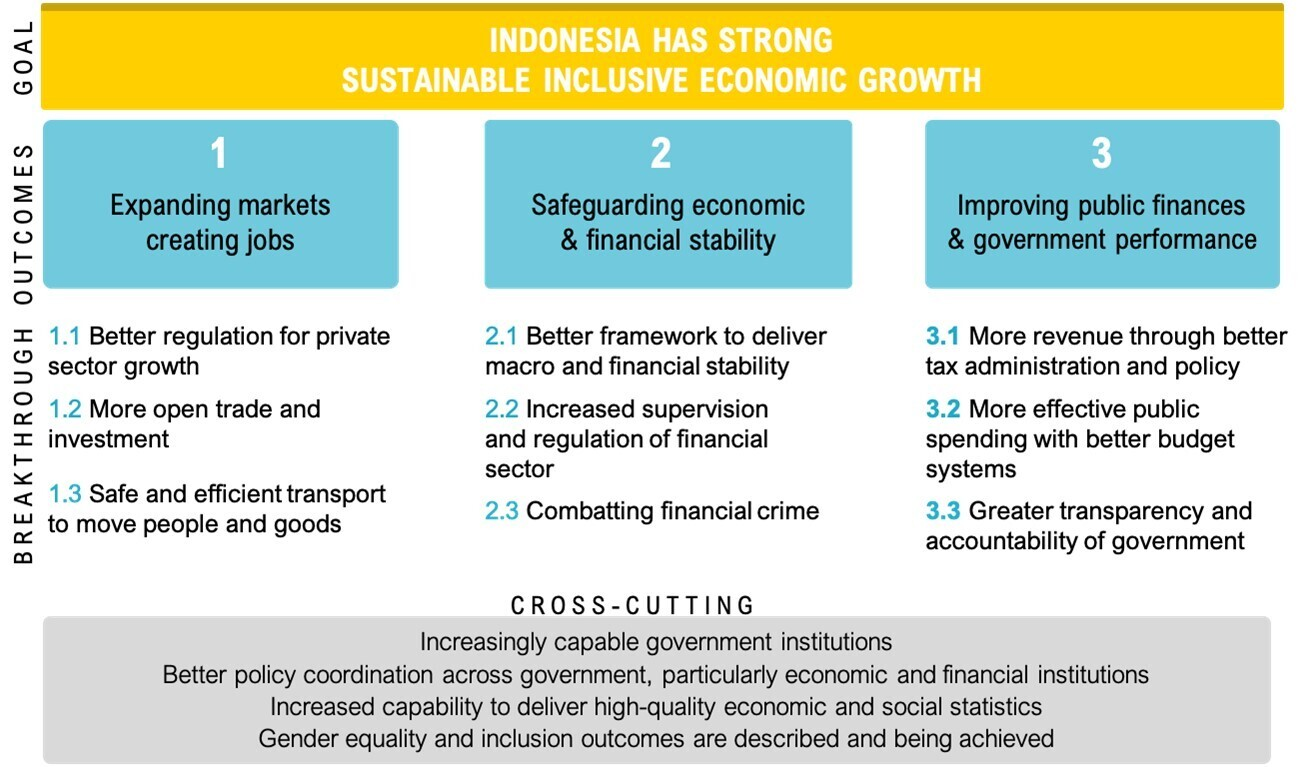 GOAL
INDONESIA HAS STRONG
SUSTAINABLE INCLUSIVE ECONOMIC GROWTH
BREAKTHROUGH OUTCOMES
1
Expanding markets
creating jobs
1.1 Better regulation for private
sector growth
1.2 More open trade and
investment
1.3 Safe and efficient transport
to move people and goods
2
Safeguarding economic
& financial stability
2.1 Better framework to deliver
macro and financial stability
2.2 Increased supervision
and regulation of financial
sector
2.3 Combatting financial crime
3
Improving public finances
& government performance
3.1 More revenue through better
tax administration and policy
3.2 More effective public
spending with better budget
systems
3.3 Greater transparency and
accountability of government
CROSS-CUTTING
Increasingly capable government institutions
Better policy coordination across government, particularly economic and financial institutions
Increased capability to deliver high-quality economic and social statistics
Gender equality and inclusion outcomes are described and being achieved